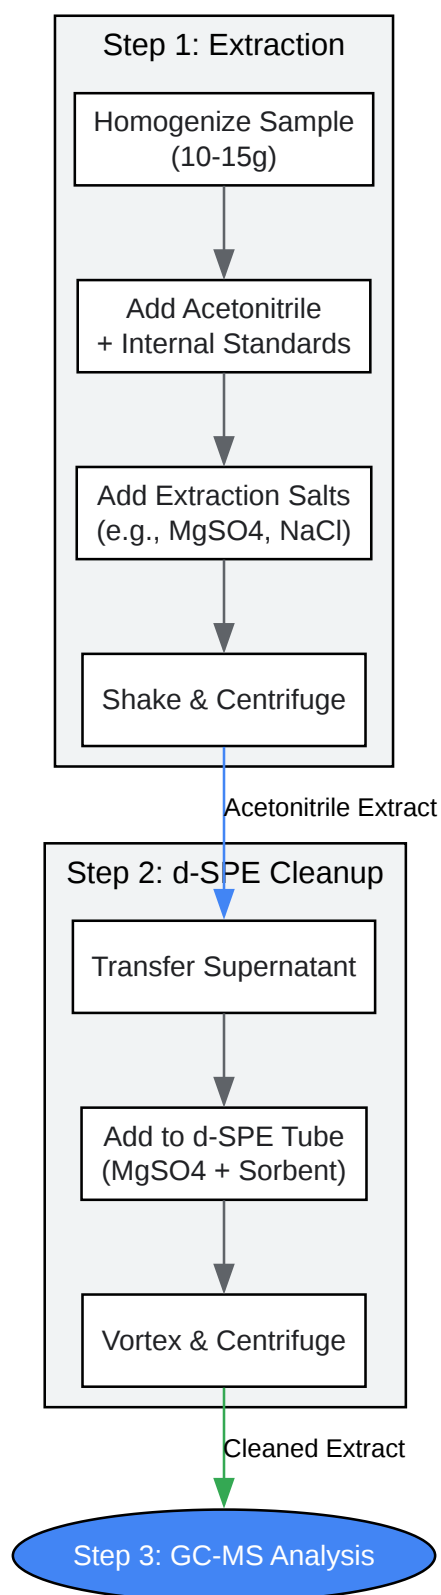 Step 1: Extraction
Homogenize Sample
(10-15g)
Add Acetonitrile
+ Internal Standards
Add Extraction Salts
(e.g., MgSO4, NaCl)
Shake & Centrifuge
Acetonitrile Extract
Step 2: d-SPE Cleanup
Transfer Supernatant
Add to d-SPE Tube
(MgSO4 + Sorbent)
Vortex & Centrifuge
Cleaned Extract
Step 3: GC-MS Analysis